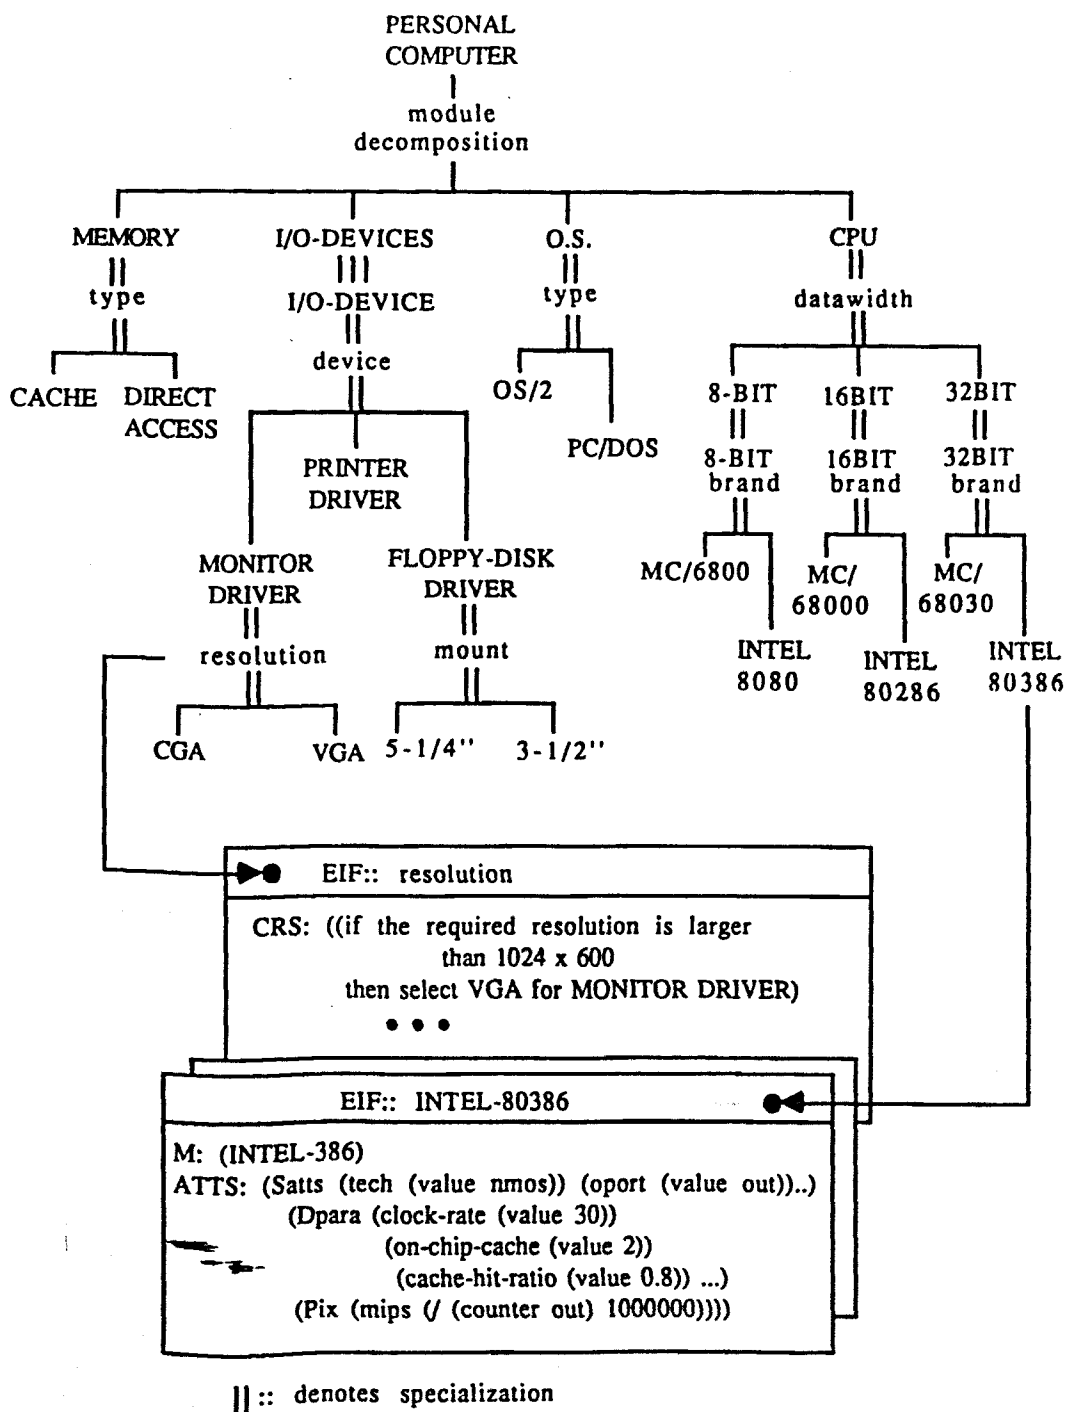 PERSONAL
COMPUTER
module
decomposition
MEMORY
I/O-DEVICES
O.S.
CPU
type
I/O-DEVICE
type
datawidth
device
CACHE
DIRECT
ACCESS
OS/2
PC/DOS
8-BIT
16BIT
32BIT
PRINTER
DRIVER
8-BIT
brand
16BIT
brand
32BIT
brand
MONITOR
DRIVER
FLOPPY-DISK
DRIVER
MC/6800
MC/
68000
MC/
68030
resolution
mount
INTEL
8080
INTEL
80286
INTEL
80386
CGA
VGA
5-1/4''
3-1/2''
EIF:: resolution
CRS: ((if the required resolution is larger
than 1024 x 600
then select VGA for MONITOR DRIVER)
• • •
EIF:: INTEL-80386
M: (INTEL-386)
ATTS: (Satts (tech (value nmos)) (oport (value out))..)
(Dpara (clock-rate (value 30))
(on-chip-cache (value 2))
(cache-hit-ratio (value 0.8)) ...)
(Pix (mips (/ (counter out) 1000000))))
|| :: denotes specialization